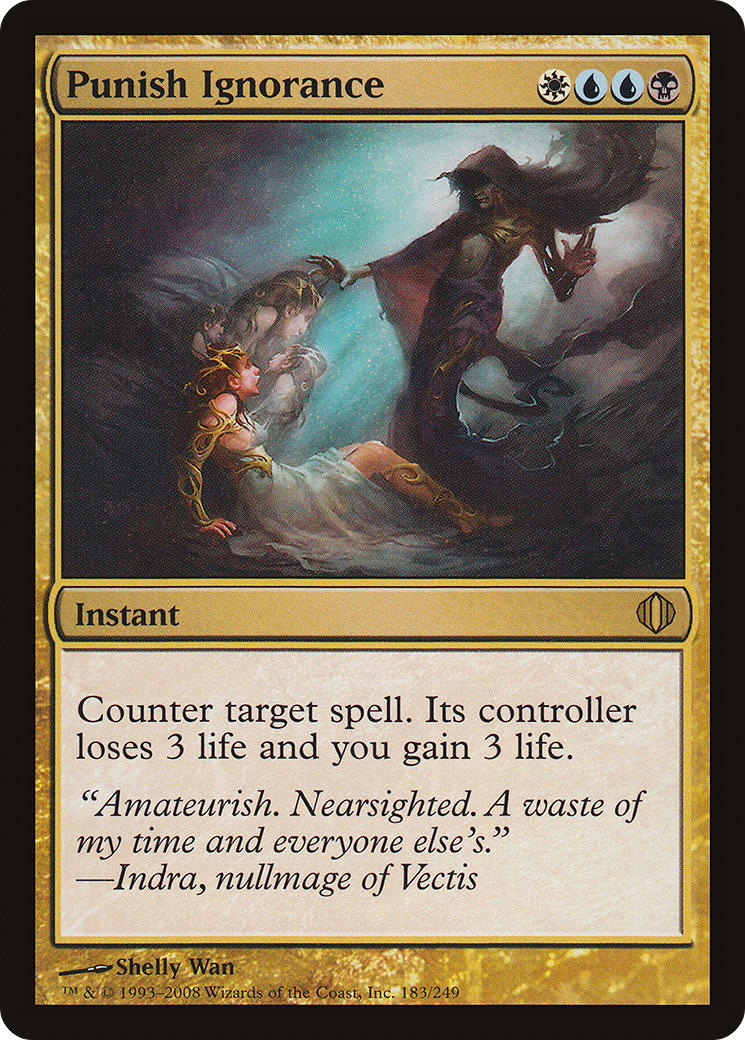 Punish Ignorance
Instant
Counter target spell. Its controller
loses 3 life and you gain 3 life.
“Amateurish. Nearsighted. A waste of
my time and everyone else’s.”
—Indra, nullmage of Vectis
Shelly Wan
™ & © 1993–2008 Wizards of the Coast, Inc. 183/249